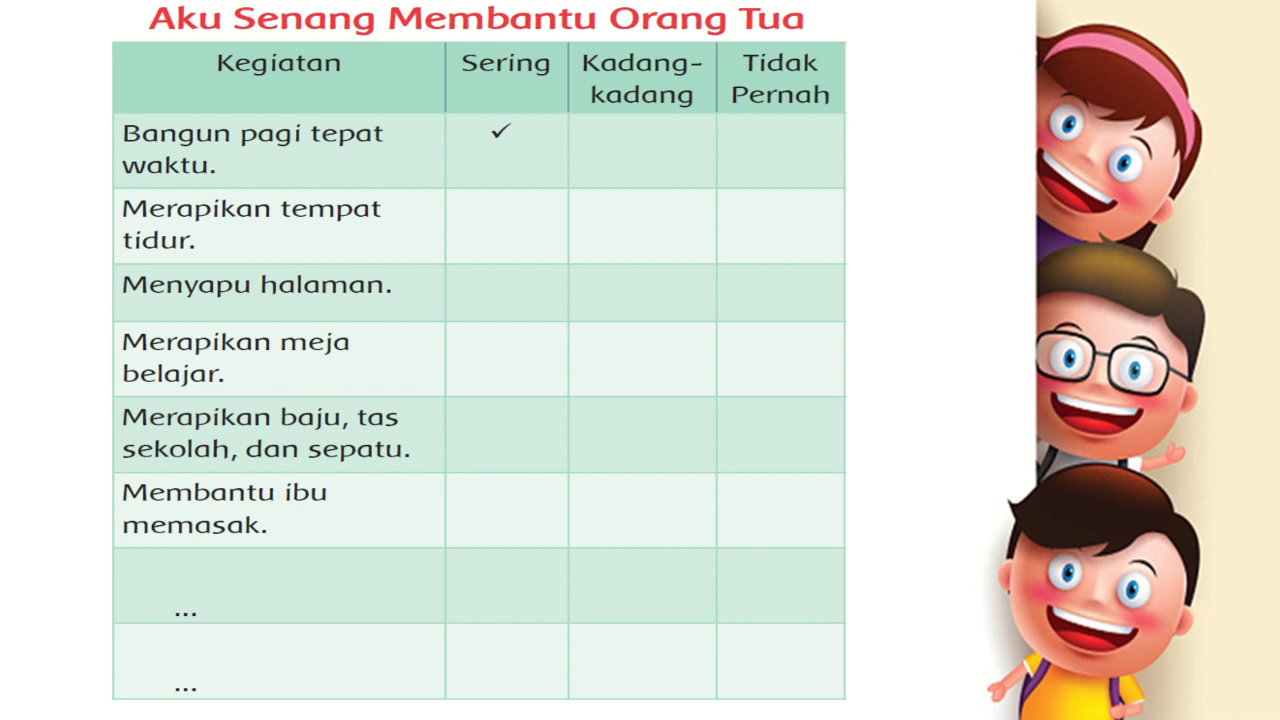 Aku Senang Membantu Orang Tua
Kegiatan Sering Kadang- Tidak
kadang Pernah
Bangun pagi tepat ✓
waktu.
Merapikan tempat
tidur.
Menyapu halaman.
Merapikan meja
belajar.
Merapikan baju, tas
sekolah, dan sepatu.
Membantu ibu
memasak.
...
...